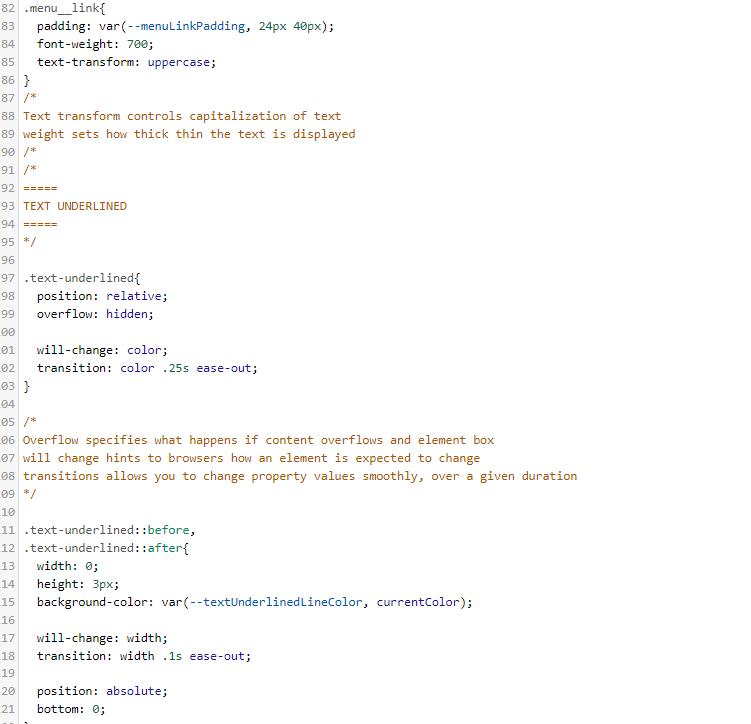 82 .menu__link{
83 padding: var(--menuLinkPadding, 24px 40px);
84 font-weight: 700;
85 text-transform: uppercase;
86 }
87 /*
88 Text transform controls capitalization of text
89 weight sets how thick thin the text is displayed
90 /*
91 /*
92 =====
93 TEXT UNDERLINED
94 =====
95 */
96
97 .text-underlined{
98 position: relative;
99 overflow: hidden;
00
01 will-change: color;
02 transition: color .25s ease-out;
03 }
04
05 /*
06 Overflow specifies what happens if content overflows and element box
07 will change hints to browsers how an element is expected to change
08 transitions allows you to change property values smoothly, over a given duration
09 */
10
11 .text-underlined::before,
12 .text-underlined::after{
13 width: 0;
14 height: 3px;
15 background-color: var(--textUnderlinedLineColor, currentColor);
16
17 will-change: width;
18 transition: width .1s ease-out;
19
20 position: absolute;
21 bottom: 0;